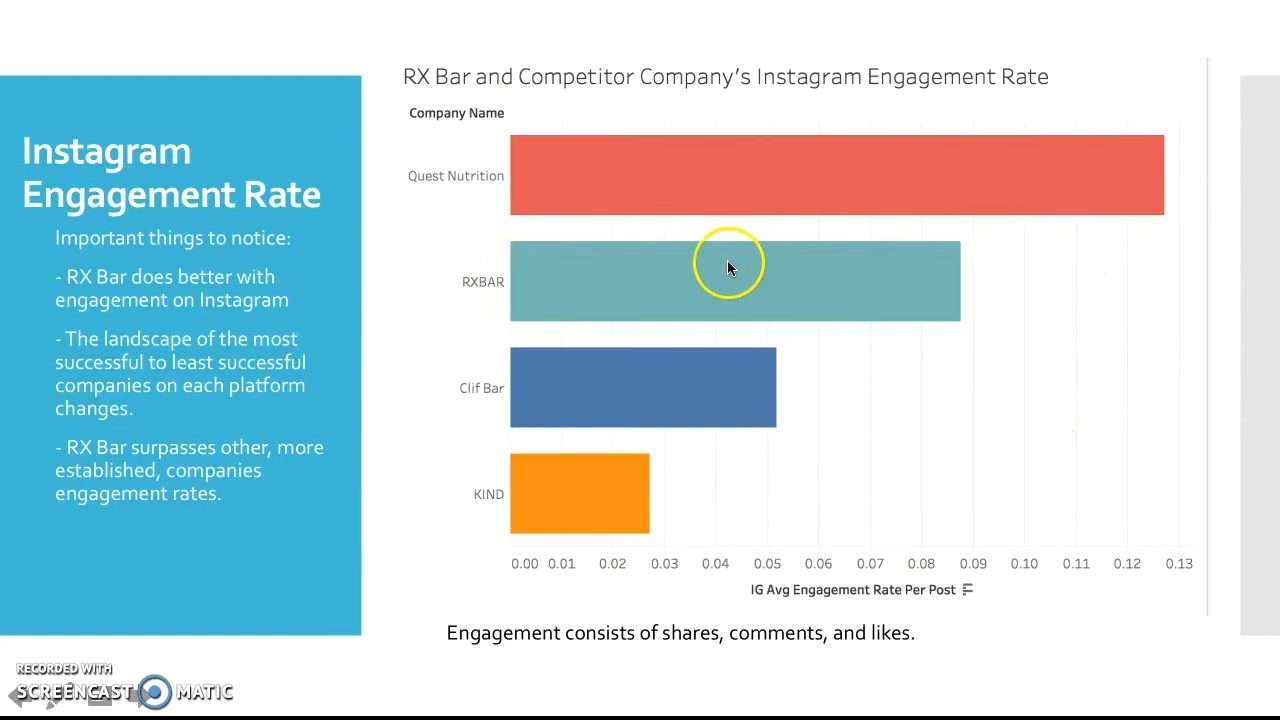 Instagram
Engagement Rate
Important things to notice:
- RX Bar does better with
engagement on Instagram
- The landscape of the most
successful to least successful
companies on each platform
changes.
- RX Bar surpasses other, more
established, companies
engagement rates.
RX Bar and Competitor Company's Instagram Engagement Rate
Company Name
Quest Nutrition
RXBAR
Clif Bar
KIND
0.00 0.01 0.02 0.03 0.04 0.05 0.06 0.07 0.08 0.09 0.10 0.11 0.12 0.13
IG Avg Engagement Rate Per Post
Engagement consists of shares, comments, and likes.
RECORDED WITH
SCREENCAST MATIC